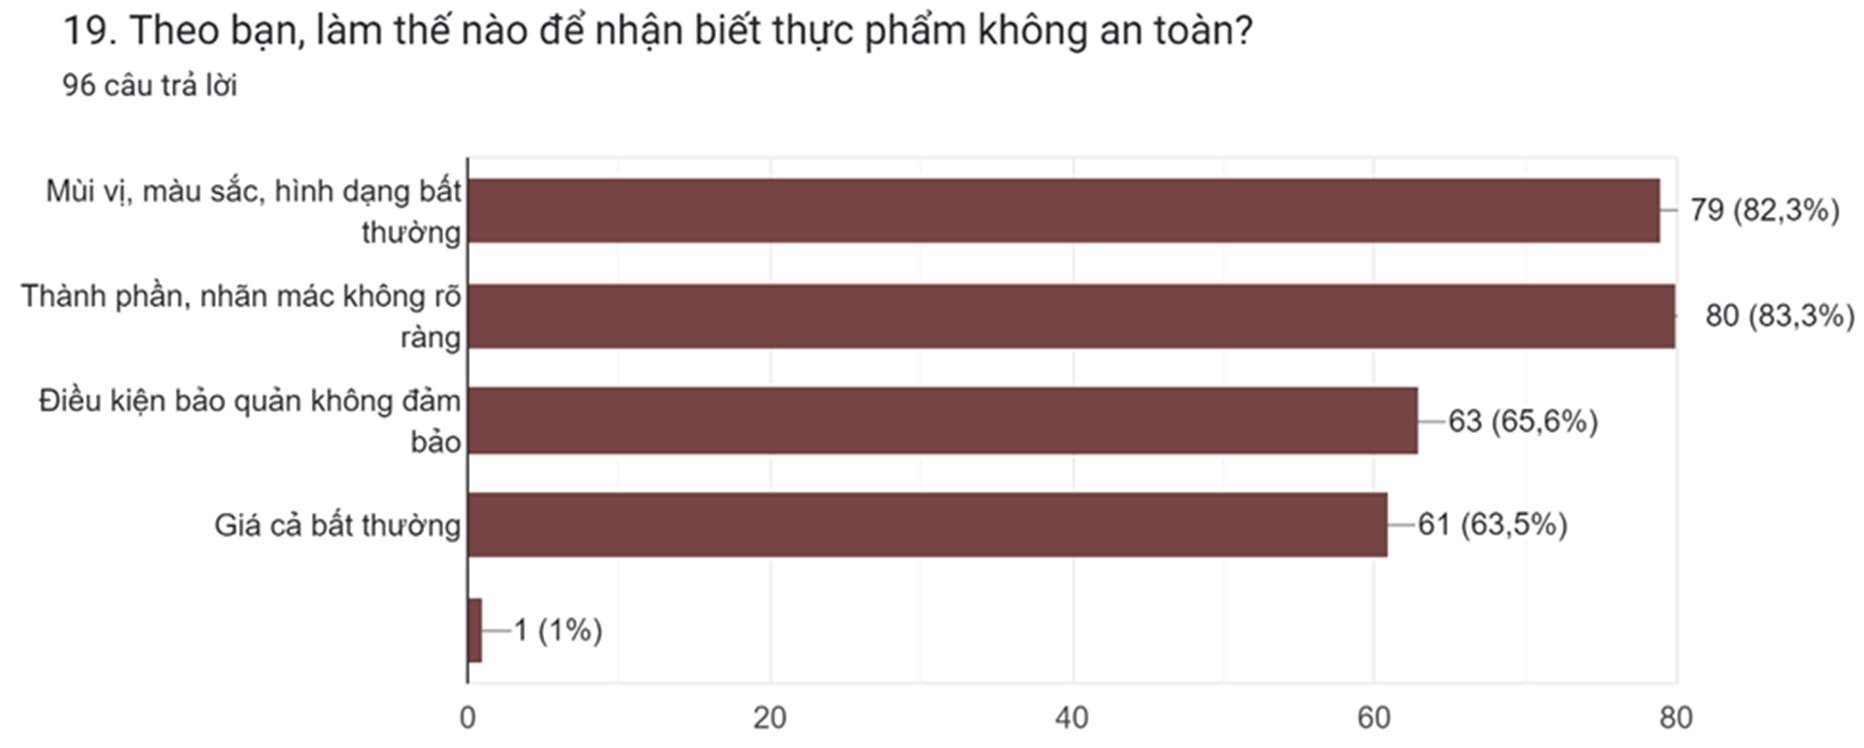 19. Theo bạn, làm thế nào để nhận biết thực phẩm không an toàn?
96 câu trả lời
Mùi vị, màu sắc, hình dạng bất
thường
79 (82,3%)
Thành phần, nhãn mác không rõ
ràng
80 (83,3%)
Điều kiện bảo quản không đảm
bảo
63 (65,6%)
Giá cả bất thường
61 (63,5%)
1 (1%)
0 20 40 60 80